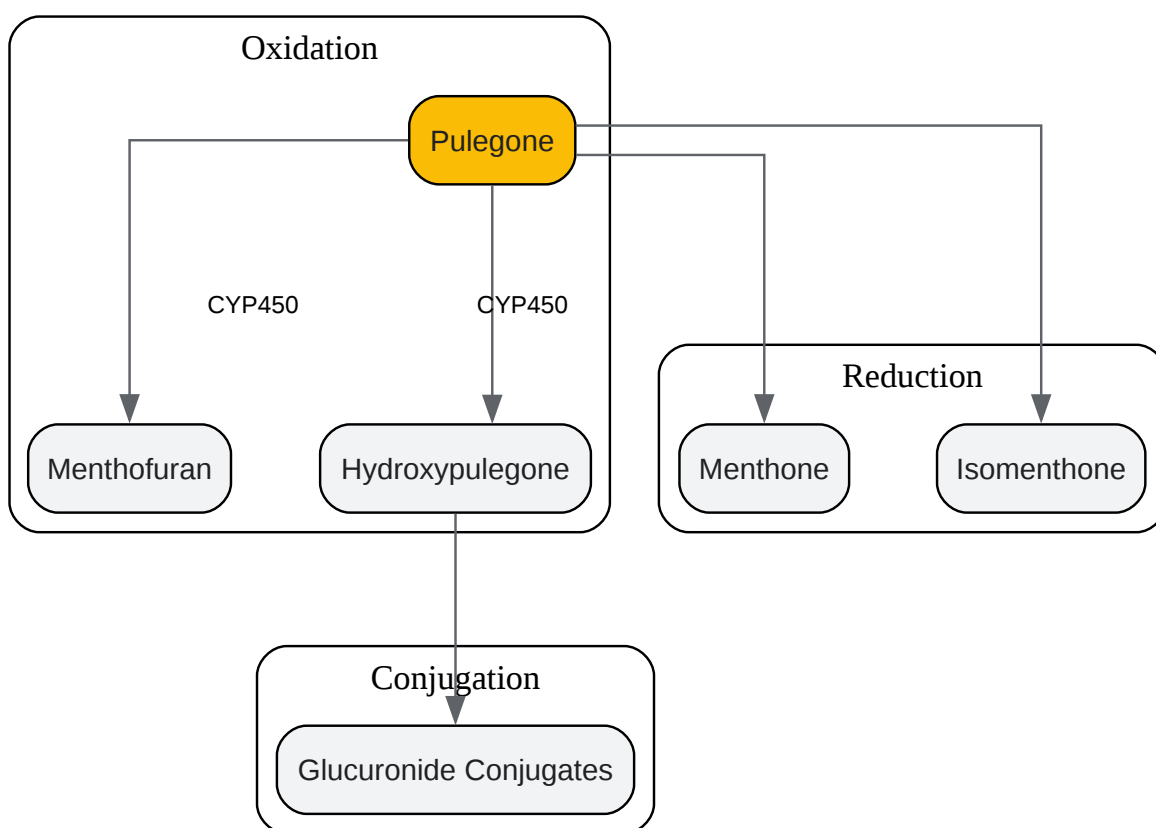 Oxidation
Pulegone
CYP450
CYP450
Reduction
Menthofuran
Hydroxypulegone
Menthone
Isomenthone
Conjugation
Glucuronide Conjugates